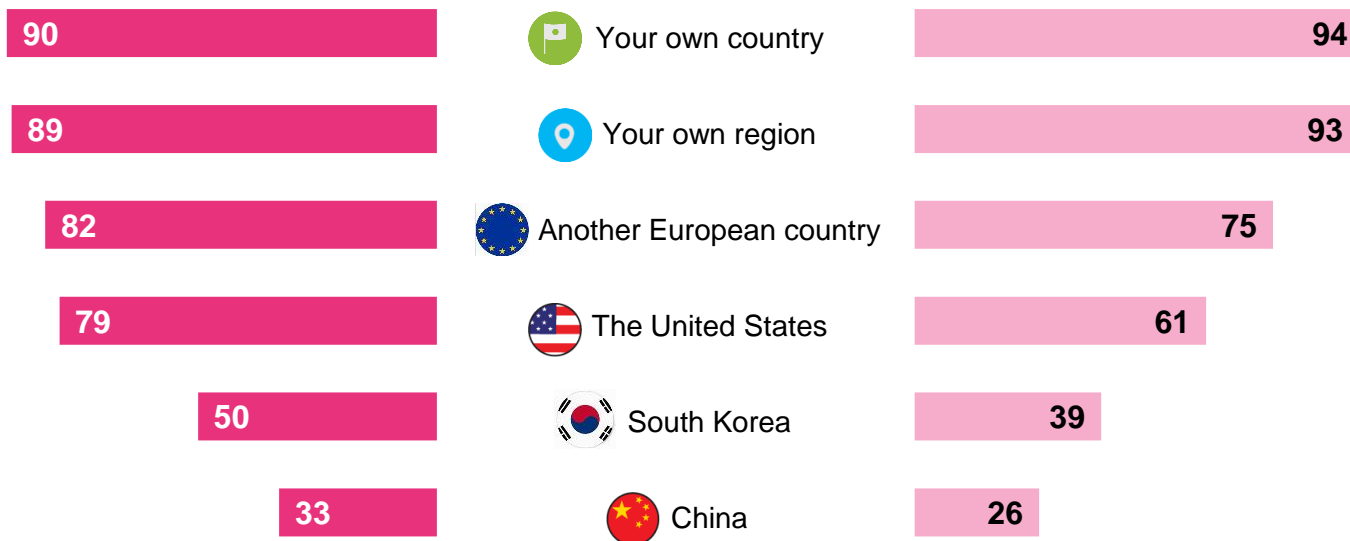 90 Your own country 94
89 Your own region 93
82 Another European country 75
79 The United States 61
50 South Korea 39
33 China 26